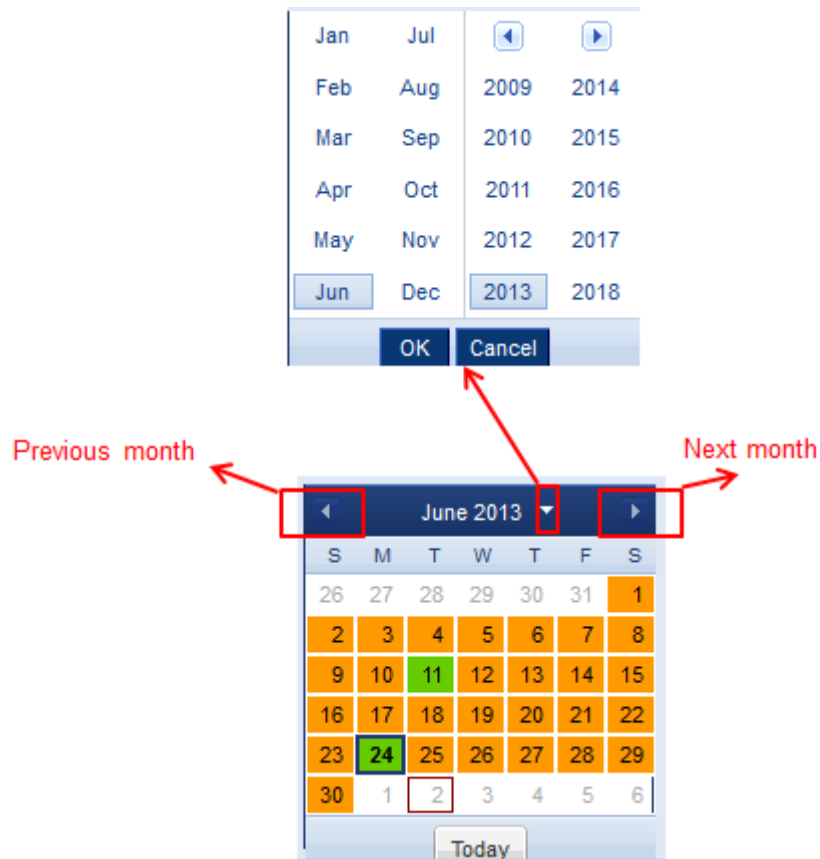 Jan Jul
Feb Aug 2009 2014
Mar Sep 2010 2015
Apr Oct 2011 2016
May Nov 2012 2017
Jun Dec 2013 2018
OK Cancel
Previous month
Next month
June 2013
S M T W T F S
26 27 28 29 30 31 1
2 3 4 5 6 7 8
9 10 11 12 13 14 15
16 17 18 19 20 21 22
23 24 25 26 27 28 29
30 1 2 3 4 5 6
Today